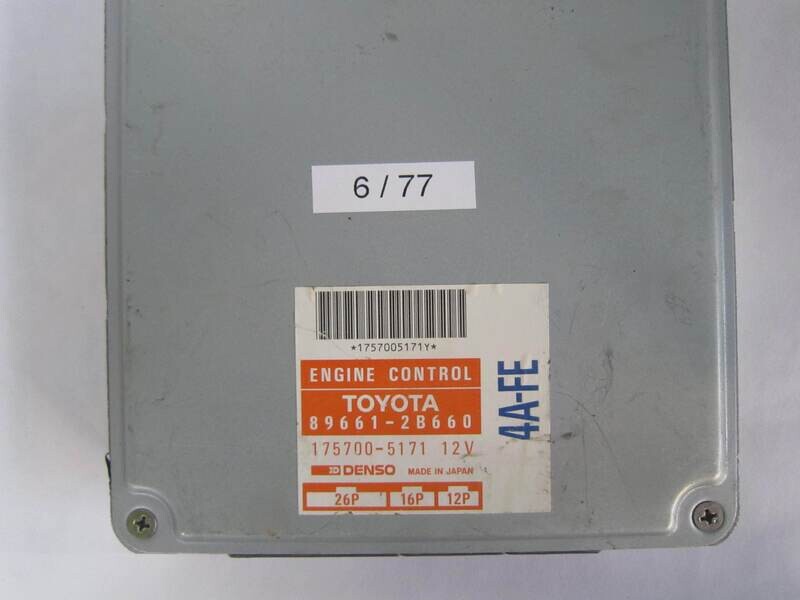 6 / 77
*1757005171Y*
ENGINE CONTROL
TOYOTA
89661-2B660
175700-5171 12V
DENSO MADE IN JAPAN
26P 16P 12P
4A-FE